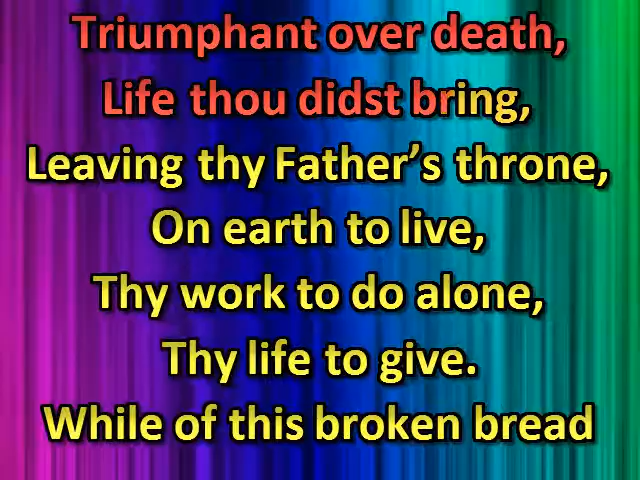 Triumphant over death,
Life thou didst bring,
Leaving thy Father's throne,
On earth to live,
Thy work to do alone,
Thy life to give.
While of this broken bread